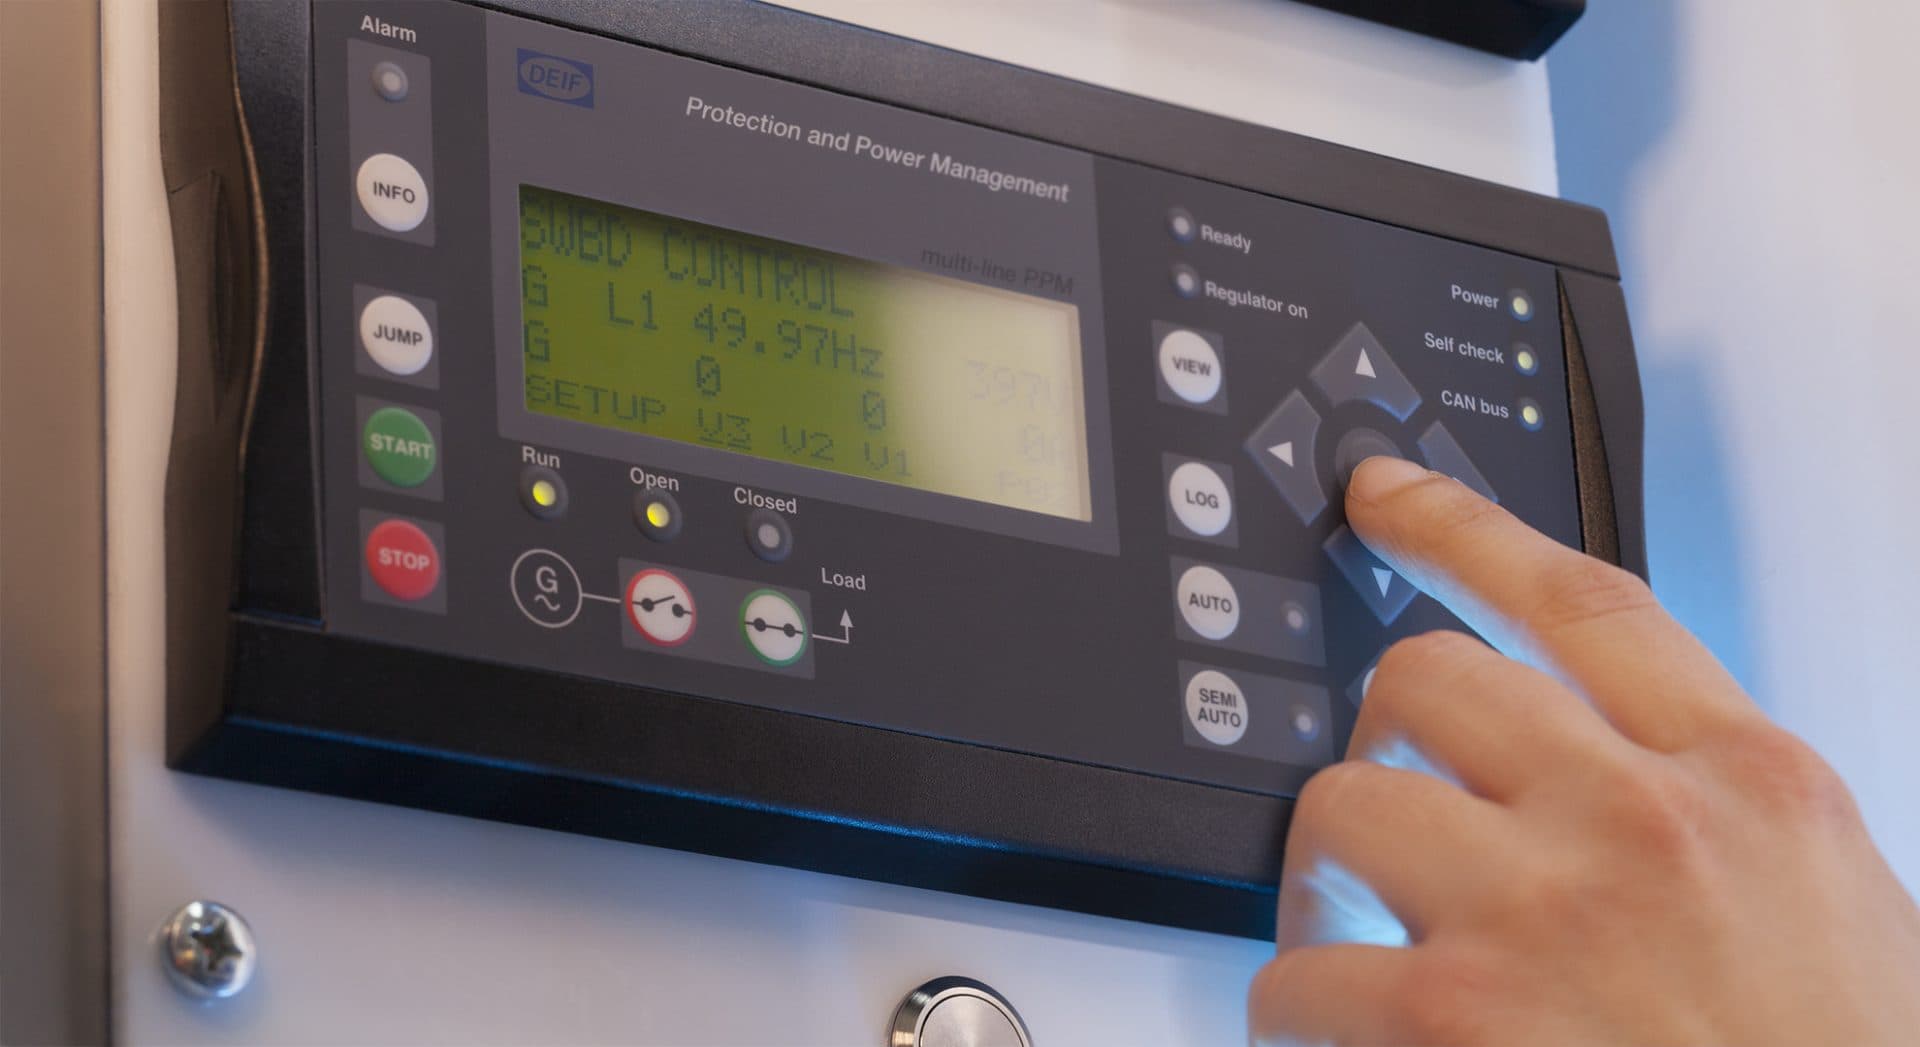 Alarm
DEIF
Protection and Power Management
multi-line PPM
INFO
JUMP
START
STOP
SWBD CONTROL
G L1 49.97Hz 397V
G 0 0
SETUP V3 V2 V1
Run
Open
Closed
G
Load
Ready
Regulator on
Power
Self check
CAN bus
VIEW
LOG
AUTO
SEMI
AUTO